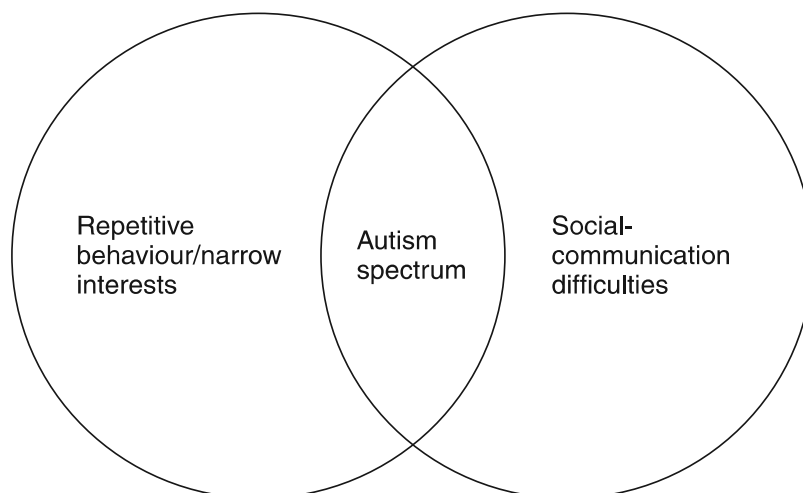 Repetitive
behaviour/narrow
interests
Autism
spectrum
Social-
communication
difficulties